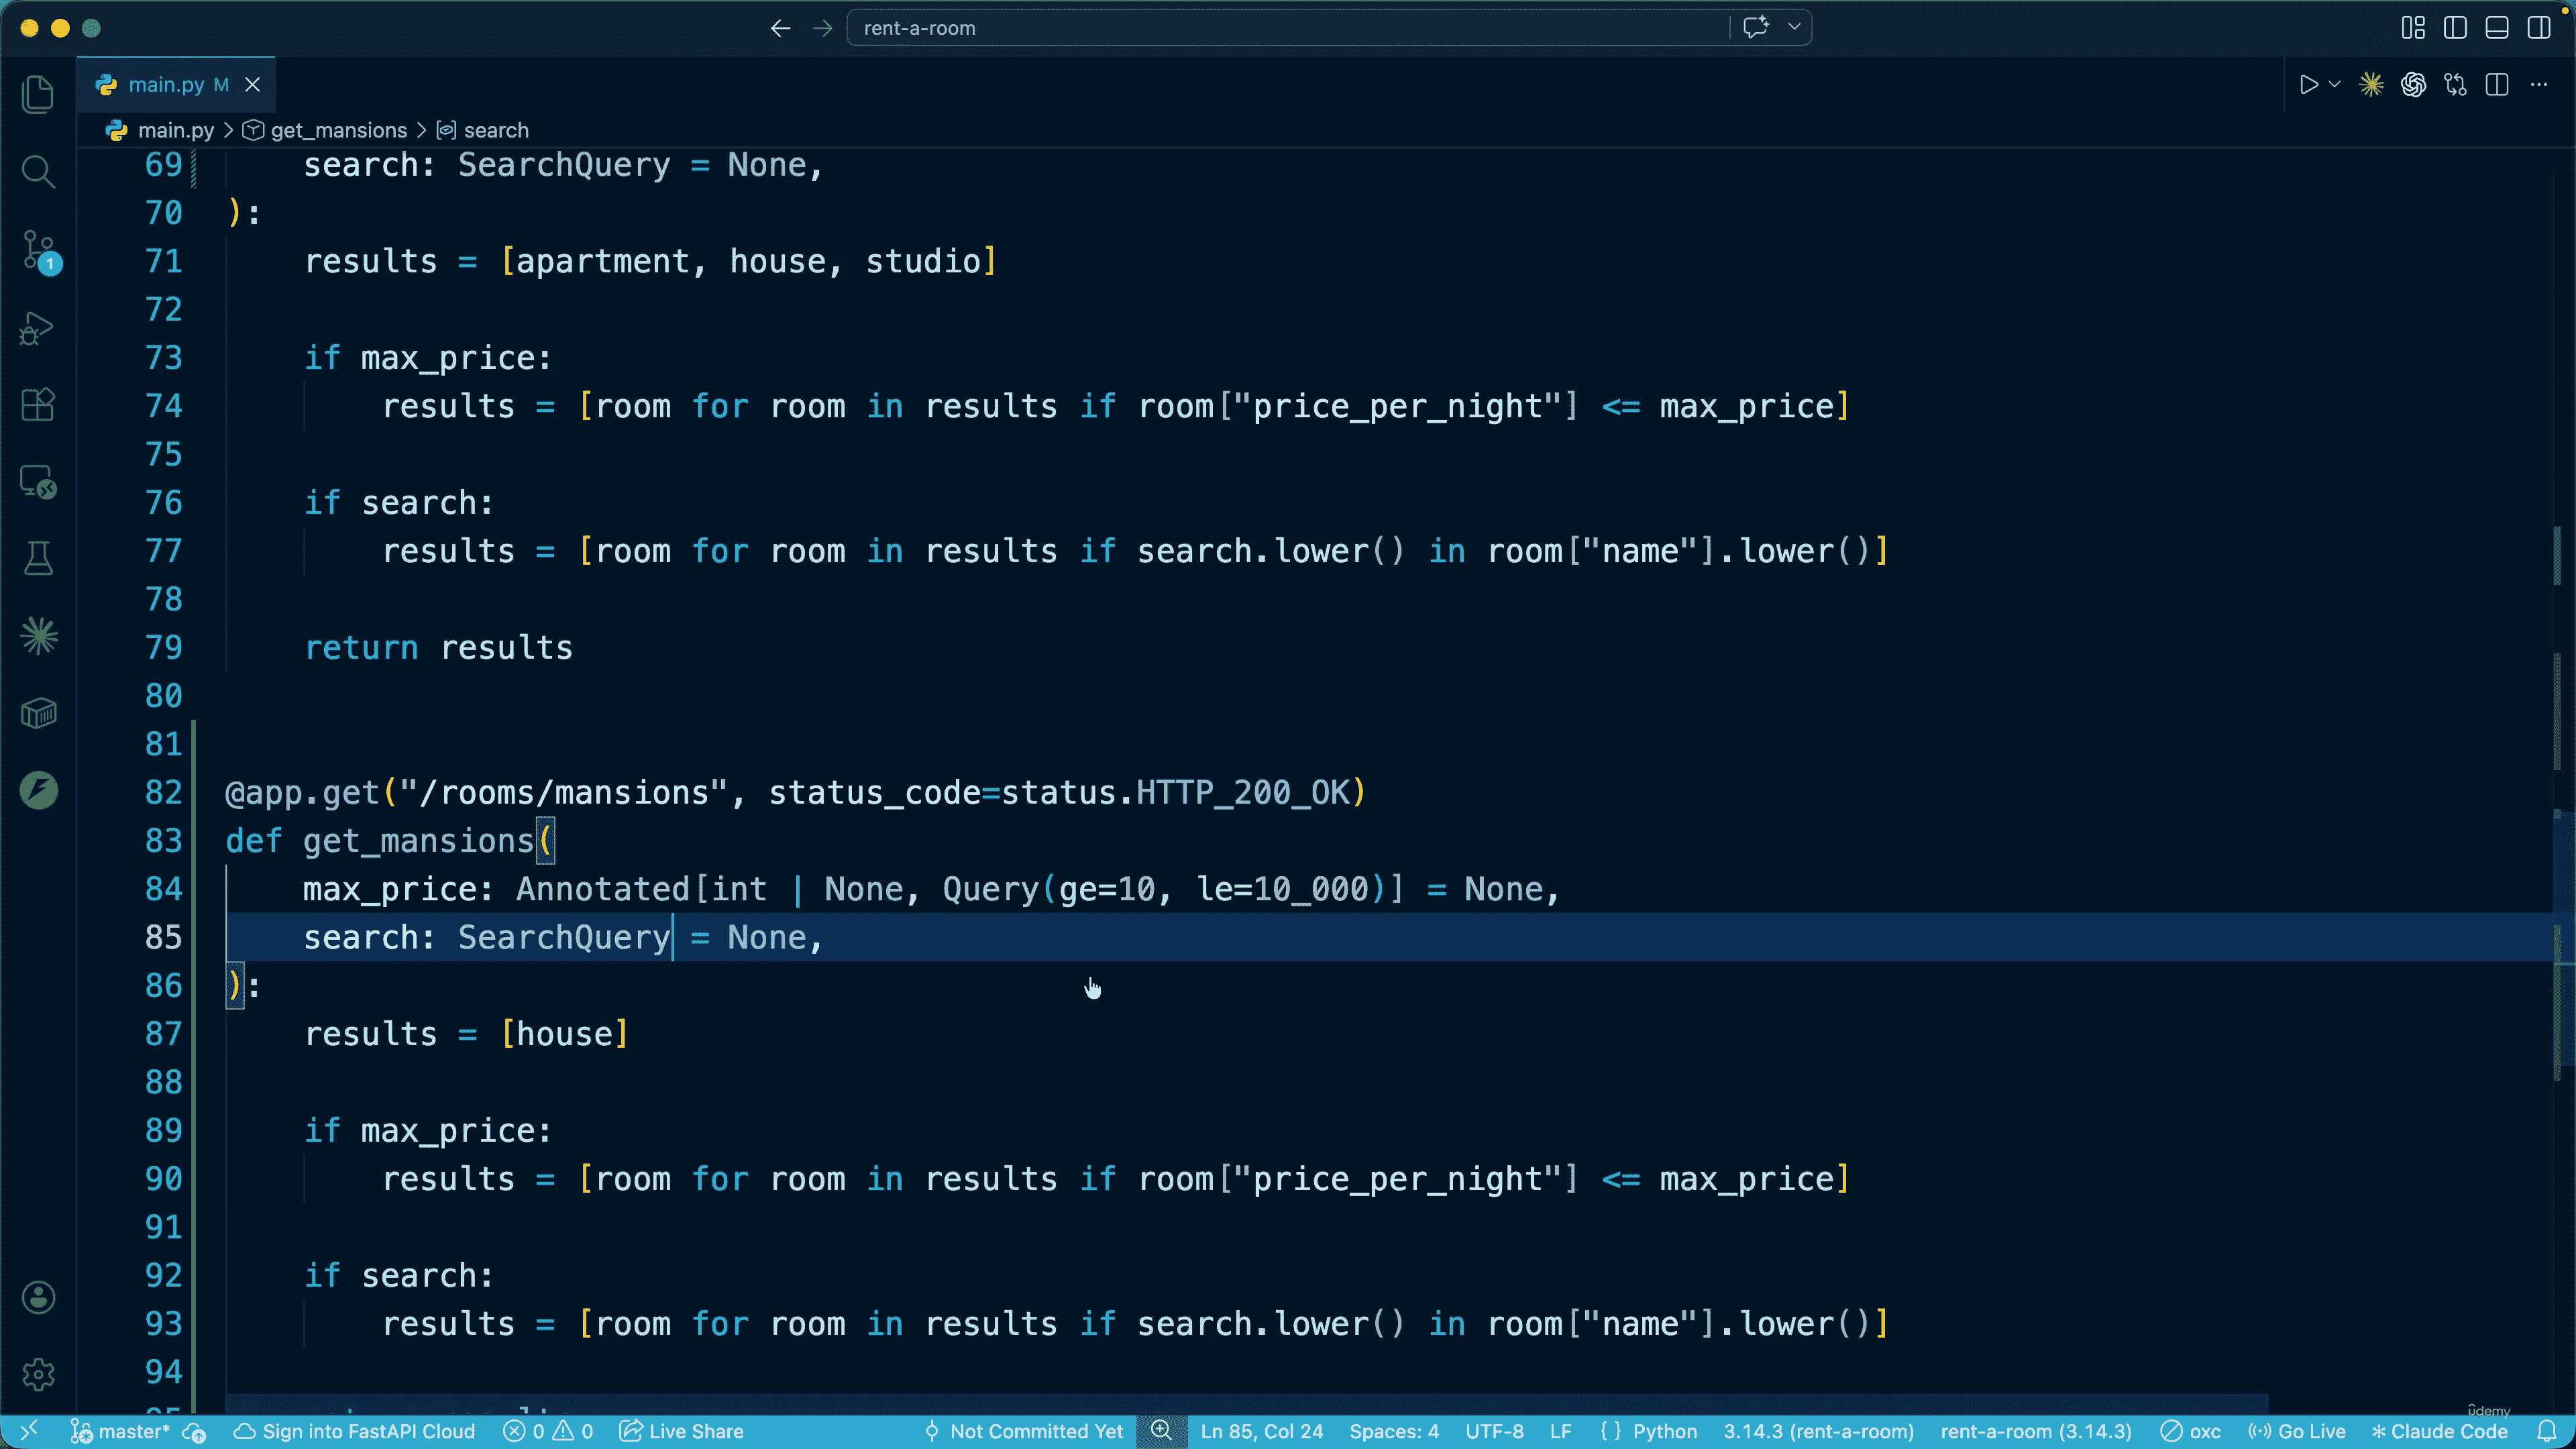 rent-a-room
main.py M
main.py > get_mansions > search
69 search: SearchQuery = None,
70 ):
71 results = [apartment, house, studio]
72
73 if max_price:
74 results = [room for room in results if room["price_per_night"] <= max_price]
75
76 if search:
77 results = [room for room in results if search.lower() in room["name"].lower()]
78
79 return results
80
81
82 @app.get("/rooms/mansions", status_code=status.HTTP_200_OK)
83 def get_mansions(
84 max_price: Annotated[int | None, Query(ge=10, le=10_000)] = None,
85 search: SearchQuery = None,
86 ):
87 results = [house]
88
89 if max_price:
90 results = [room for room in results if room["price_per_night"] <= max_price]
91
92 if search:
93 results = [room for room in results if search.lower() in room["name"].lower()]
94
1
udemy
master* Sign into FastAPI Cloud 0 0 Live Share Not Committed Yet Ln 85, Col 24 Spaces: 4 UTF-8 LF {} Python 3.14.3 (rent-a-room) rent-a-room (3.14.3) oxc Go Live Claude Code